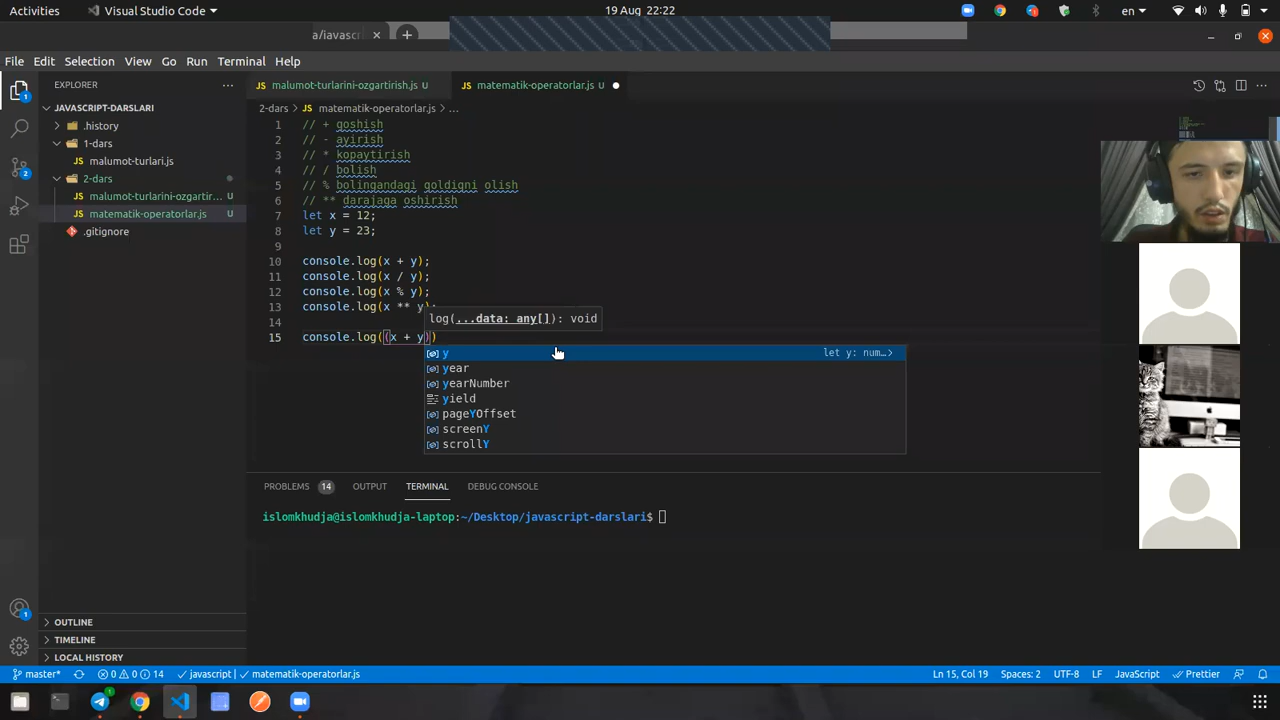 Activities
Visual Studio Code
19 Aug 22:22
en
a/javascri
File Edit Selection View Go Run Terminal Help
EXPLORER
malumot-turlarini-ozgartirish.js U
matematik-operatorlar.js U
JAVASCRIPT-DARSLARI
2-dars > JS matematik-operatorlar.js > …
.history
1-dars
JS malumot-turlari.js
2-dars
JS malumot-turlarini-ozgartir... U
JS matematik-operatorlar.js U
.gitignore
1 // + qoshish
2 // - ayirish
3 // * kopaytirish
4 // / bolish
5 // % bolingandagi qoldiqni olish
6 // ** darajaga oshirish
7 let x = 12;
8 let y = 23;
9
10 console.log(x + y);
11 console.log(x / y);
12 console.log(x % y);
13 console.log(x ** y);
log(...data: any[]): void
14
15 console.log((x + y))
y let y: num…>
year
yearNumber
yield
pageYOffset
screenY
scrollY
PROBLEMS 14 OUTPUT TERMINAL DEBUG CONSOLE
islomkhudja@islomkhudja-laptop:~/Desktop/javascript-darslari$
OUTLINE
TIMELINE
LOCAL HISTORY
master* 0 0 14 javascript matematik-operatorlar.js Ln 15, Col 19 Spaces: 2 UTF-8 LF JavaScript Prettier